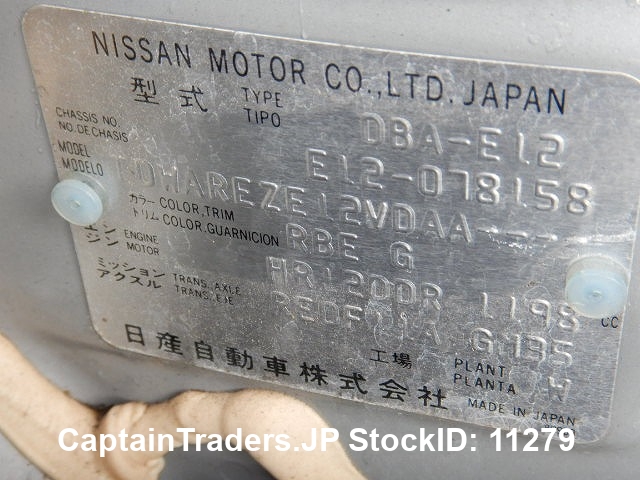 NISSAN MOTOR CO.,LTD. JAPAN
型式 TYPE TIPO DBA-E12
CHASSIS NO. NO. DE CHASIS E12-078158
MODEL MODELO
カラー COLOR, TRIM
トリム COLOR, GUARNICION RBE G
エンジン ENGINE MOTOR HR12DDR 1198 CC
ミッション TRANS. AXLE
アクスル TRANS. EJE
工場 PLANT PLANTA W
日産自動車株式会社 MADE IN JAPAN
CaptainTraders.JP StockID: 11279